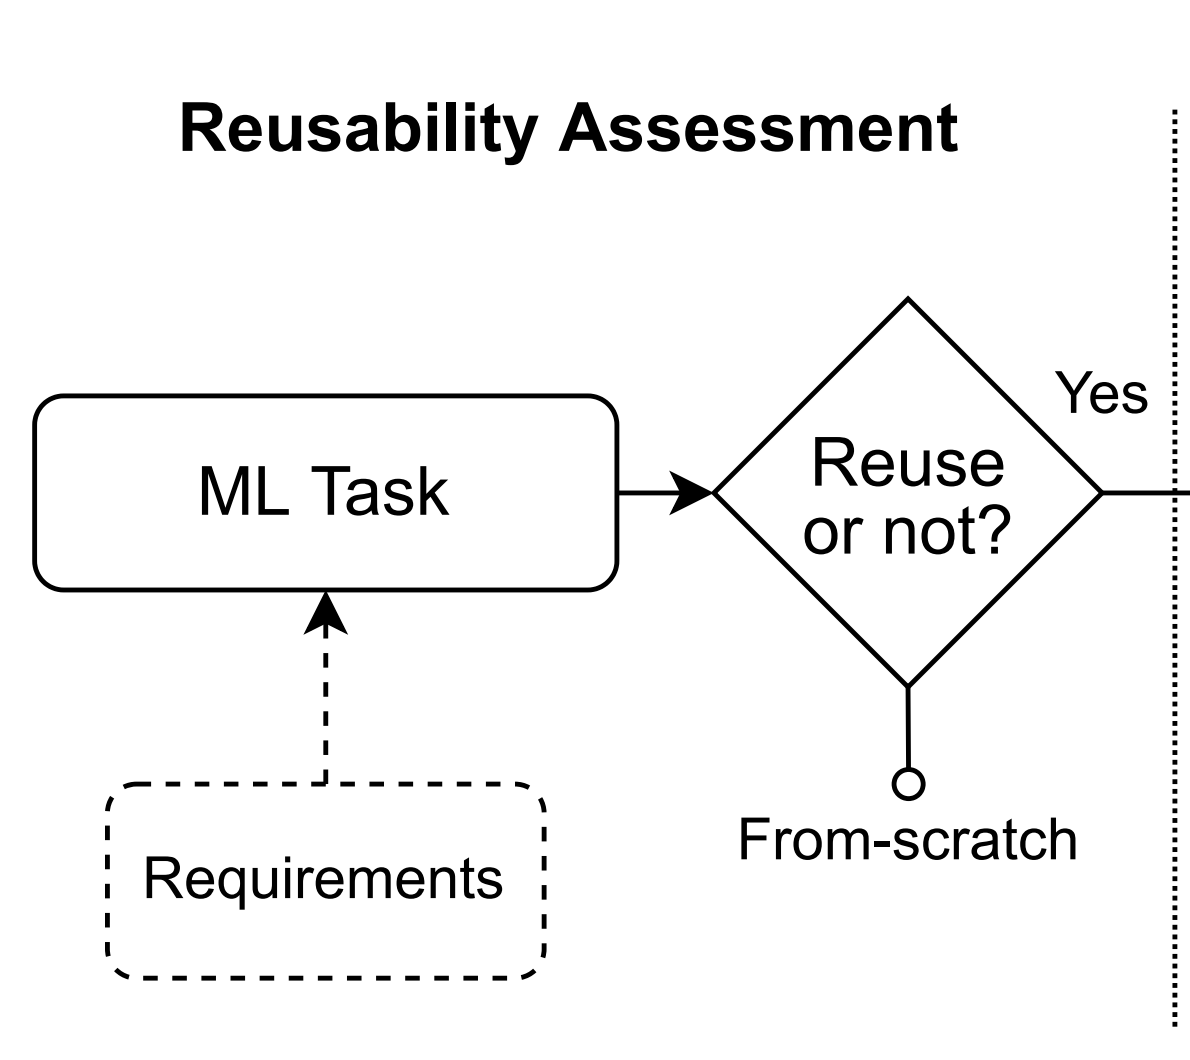 Reusability Assessment
Yes
ML Task
Reuse
or not?
From-scratch
Requirements